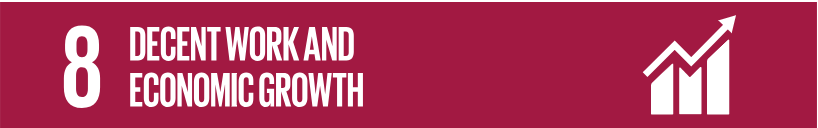 8
DECENT WORK AND
ECONOMIC GROWTH